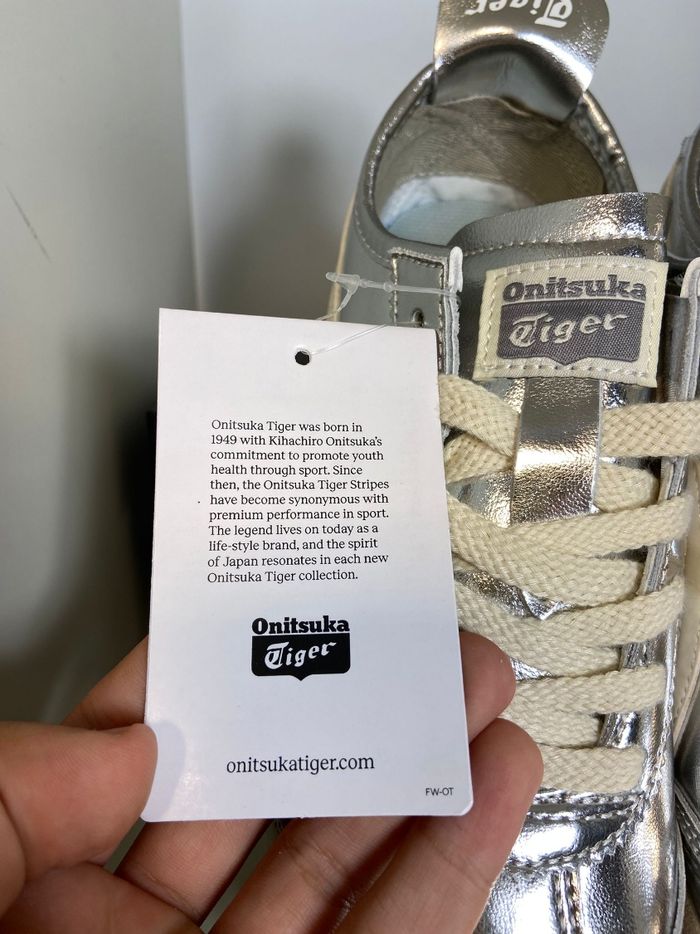 Tiger
Onitsuka
Tiger
Onitsuka Tiger was born in
1949 with Kihachiro Onitsuka's
commitment to promote youth
health through sport. Since
then, the Onitsuka Tiger Stripes
have become synonymous with
premium performance in sport.
The legend lives on today as a
life-style brand, and the spirit
of Japan resonates in each new
Onitsuka Tiger collection.
Onitsuka
Tiger
onitsukatiger.com
FW-OT